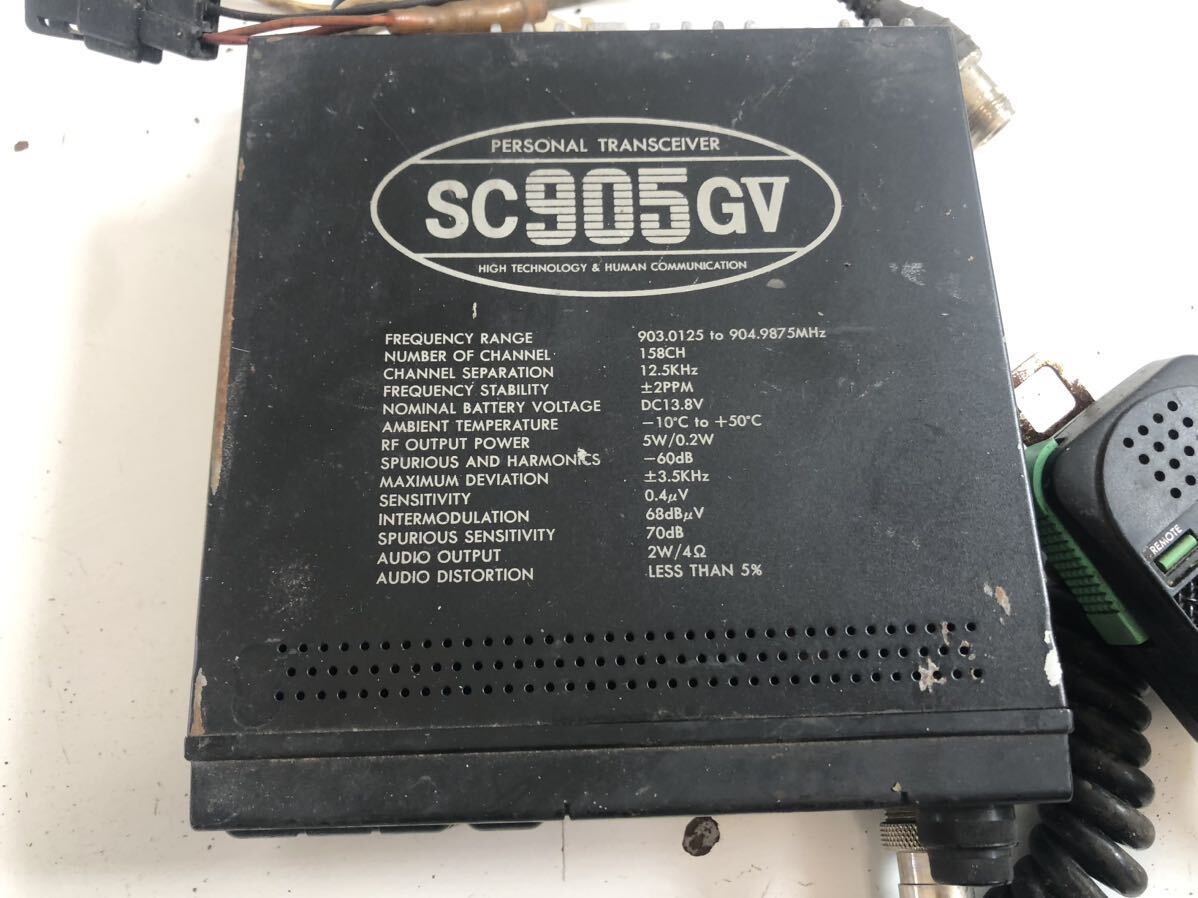 PERSONAL TRANSCEIVER
SC905GV
HIGH TECHNOLOGY & HUMAN COMMUNICATION
FREQUENCY RANGE 903.0125 to 904.9875MHz
NUMBER OF CHANNEL 158CH
CHANNEL SEPARATION 12.5KHz
FREQUENCY STABILITY ±2PPM
NOMINAL BATTERY VOLTAGE DC13.8V
AMBIENT TEMPERATURE −10°C to +50°C
RF OUTPUT POWER 5W/0.2W
SPURIOUS AND HARMONICS −60dB
MAXIMUM DEVIATION ±3.5KHz
SENSITIVITY 0.4μV
INTERMODULATION 68dBμV
SPURIOUS SENSITIVITY 70dB
AUDIO OUTPUT 2W/4Ω
AUDIO DISTORTION LESS THAN 5%
REMOTE